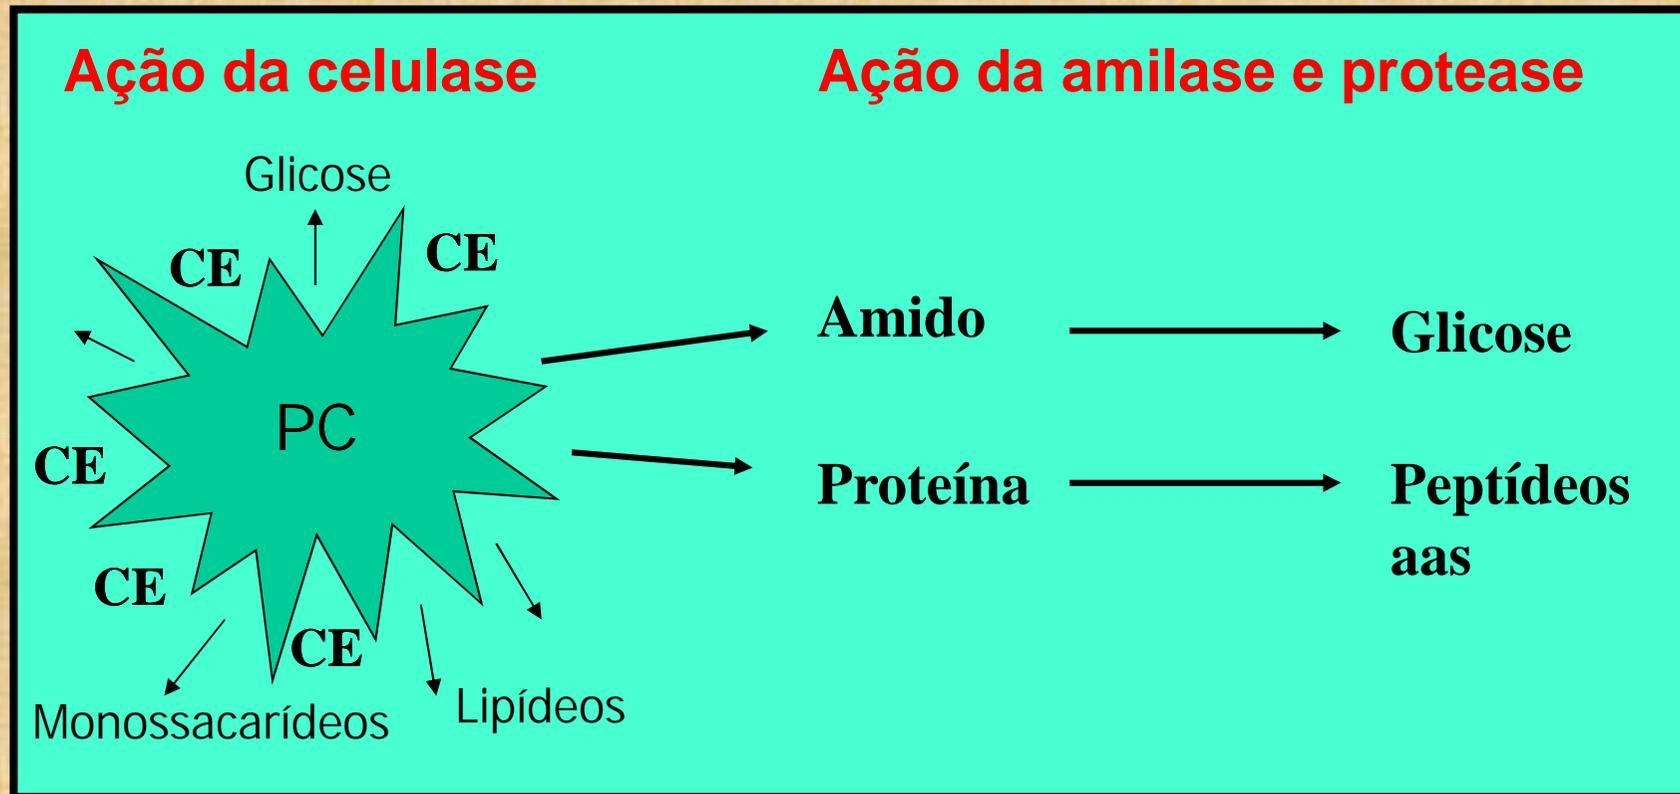 Ação da celulase
Ação da amilase e protease
Glicose
CE
CE
Amido
Glicose
PC
CE
Proteína
Peptídeos
aas
CE
CE
Monossacarídeos
Lipídeos